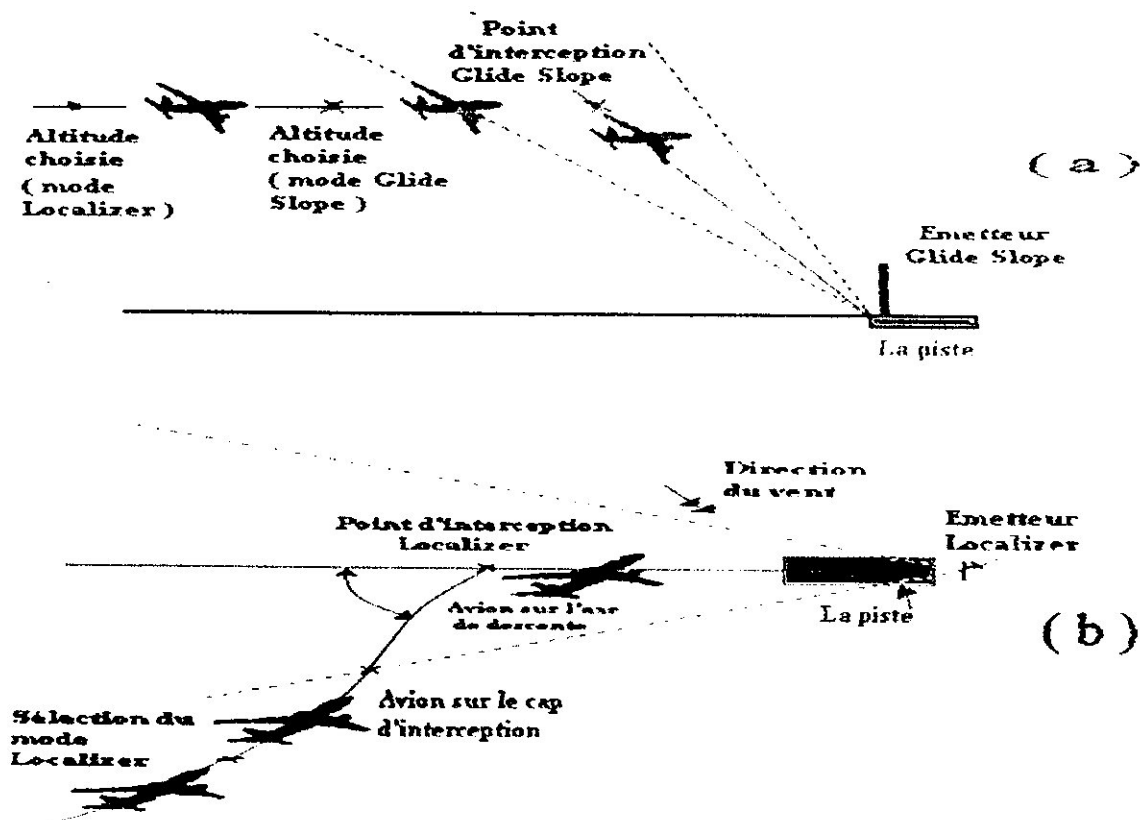 Point
d'interception
Glide Slope
Altitude
choisie
( mode
Localizer )
Altitude
choisie
( mode Glide
Slope )
( a )
Emetteur
Glide Slope
La piste
Direction
du vent
Point d'interception
Localizer
Emetteur
Localizer
Avion sur l'axe
de descente
La piste
( b )
Sélection du
mode
Localizer
Avion sur le cap
d'interception